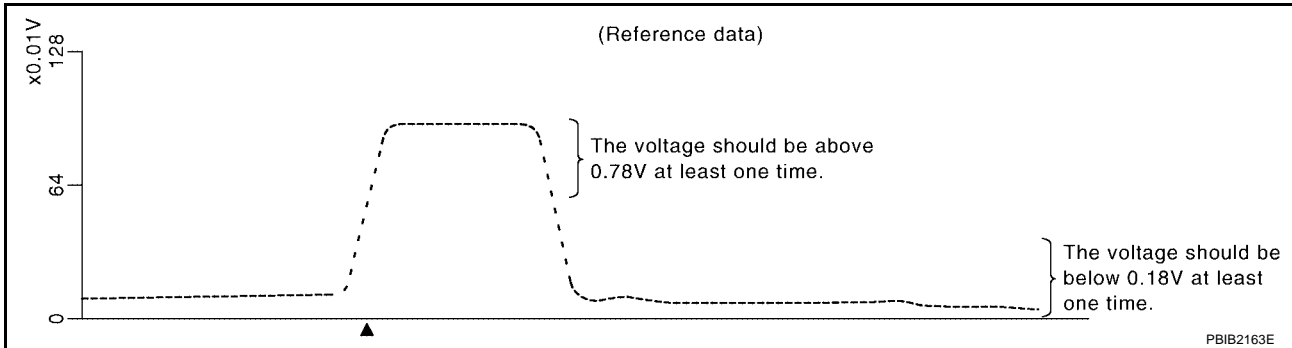 (Reference data)
x0.01V
128
64
0
The voltage should be above
0.78V at least one time.
The voltage should be
below 0.18V at least
one time.
PBIB2163E